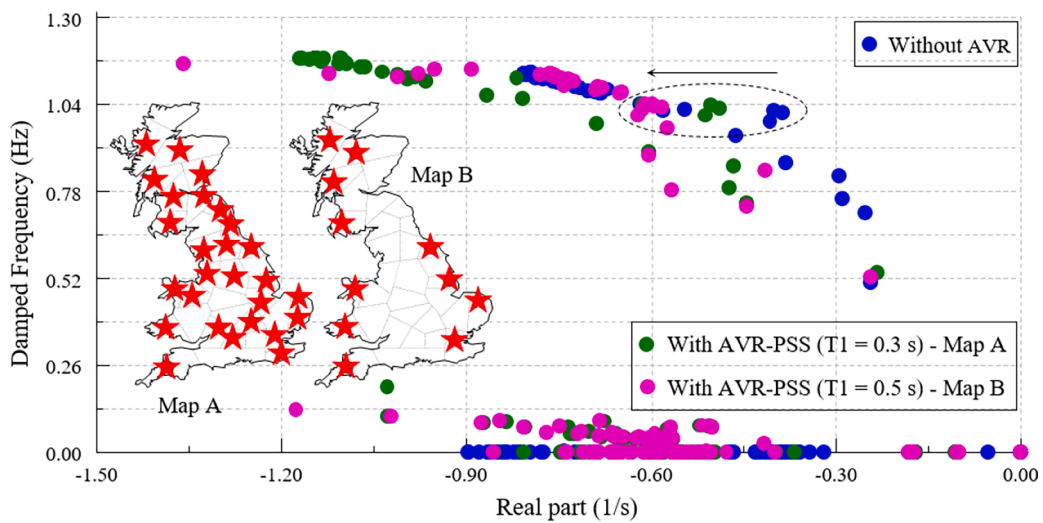 1.30
Without AVR
1.04
Map B
0.78
Damped Frequency (Hz)
0.52
With AVR-PSS (T1 = 0.3 s) - Map A
0.26
With AVR-PSS (T1 = 0.5 s) - Map B
Map A
0.00
-1.50 -1.20 -0.90 -0.60 -0.30 0.00
Real part (1/s)